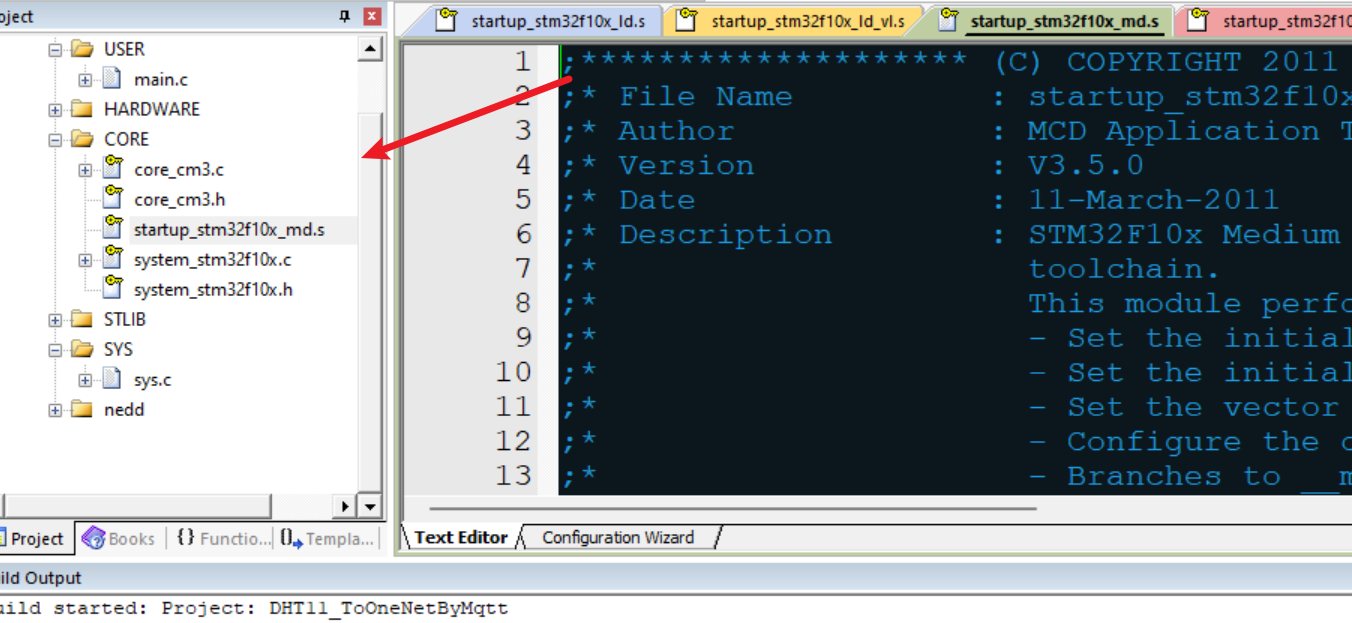 oject
USER
main.c
HARDWARE
CORE
core_cm3.c
core_cm3.h
startup_stm32f10x_md.s
system_stm32f10x.c
system_stm32f10x.h
STLIB
SYS
sys.c
nedd
Project Books {} Functio... Templa...
startup_stm32f10x_ld.s startup_stm32f10x_ld_vl.s startup_stm32f10x_md.s startup_stm32f10
1 ;******************** (C) COPYRIGHT 2011
2 ;* File Name : startup_stm32f10x
3 ;* Author : MCD Application T
4 ;* Version : V3.5.0
5 ;* Date : 11-March-2011
6 ;* Description : STM32F10x Medium
7 ;* toolchain.
8 ;* This module perfo
9 ;* - Set the initial
10 ;* - Set the initial
11 ;* - Set the vector
12 ;* - Configure the c
13 ;* - Branches to __m
Text Editor Configuration Wizard
ild Output
uild started: Project: DHT11_ToOneNetByMqtt